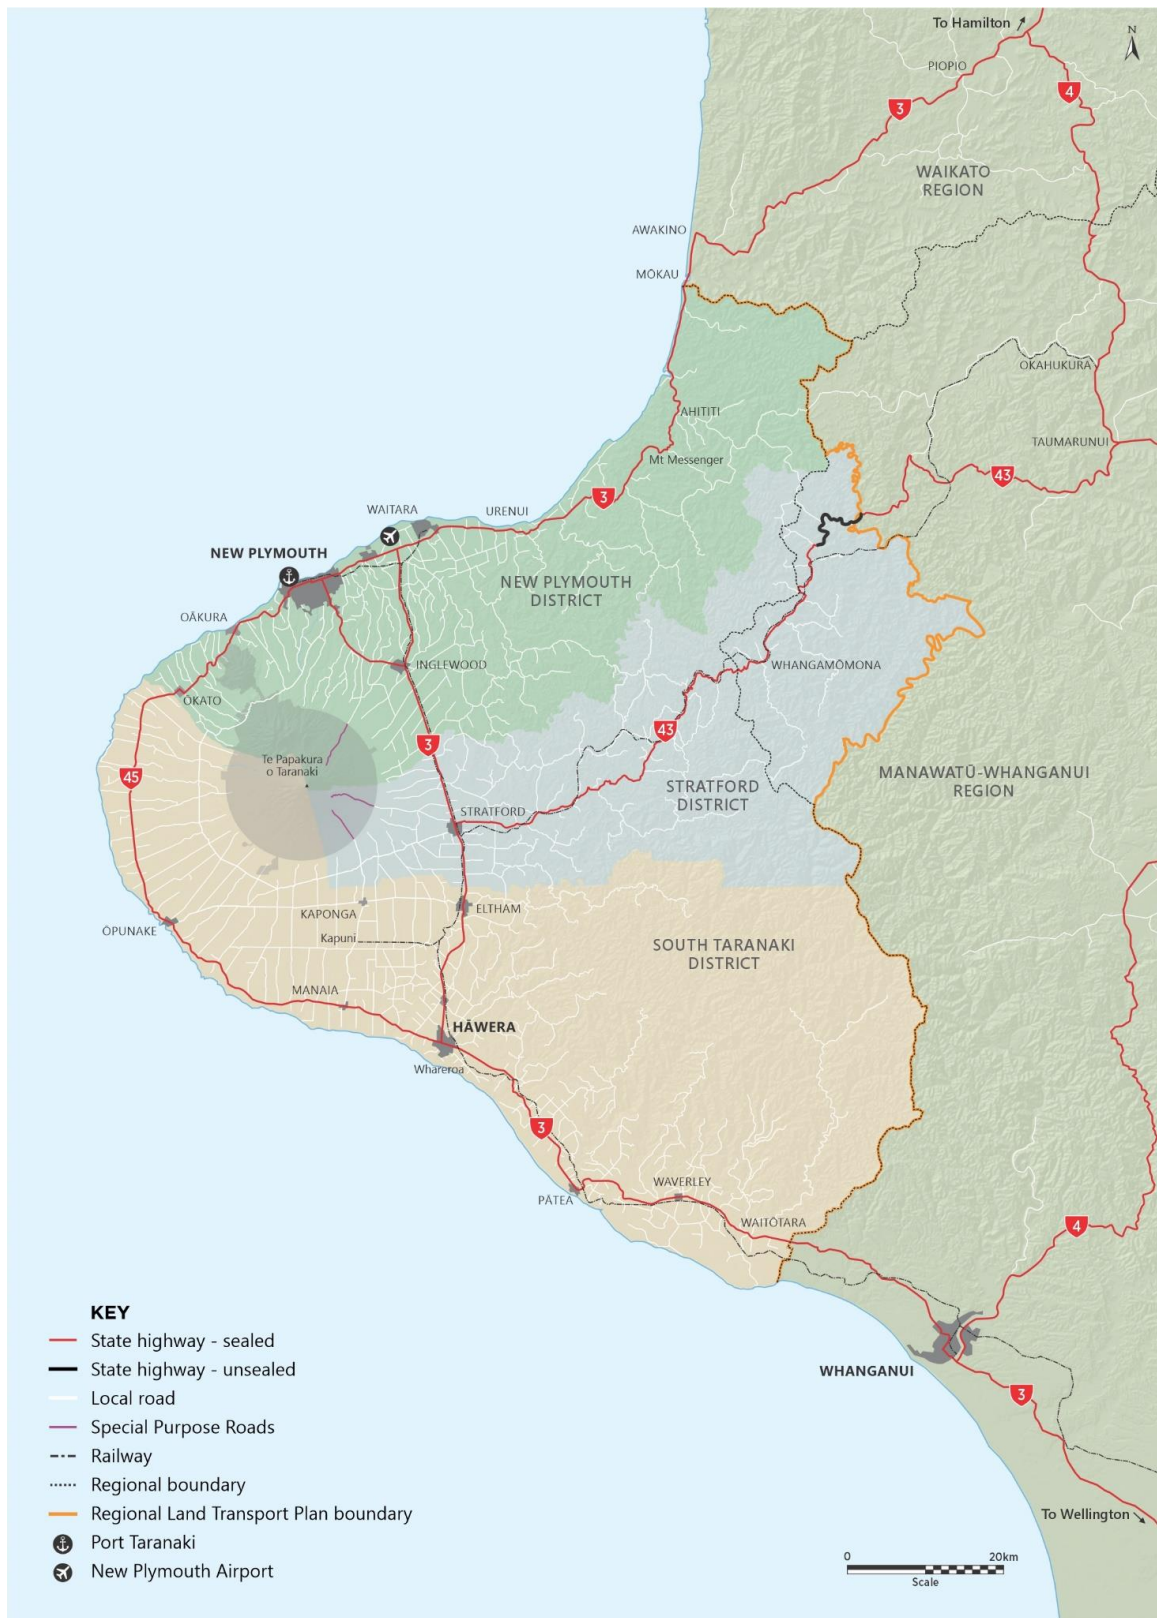 To Hamilton
N
PIOPIO
4
3
WAIKATO
REGION
AWAKINO
MŌKAU
OKAHUKURA
AHITITI
TAUMARUNUI
Mt Messenger
43
3
WAITARA
URENUI
NEW PLYMOUTH
NEW PLYMOUTH
DISTRICT
OĀKURA
INGLEWOOD
WHANGAMŌMONA
ŌKATO
43
3
Te Papakura
o Taranaki
45
MANAWATŪ-WHANGANUI
REGION
STRATFORD
DISTRICT
STRATFORD
KAPONGA
ELTHAM
ŌPUNAKE
Kapuni
SOUTH TARANAKI
DISTRICT
MANAIA
HĀWERA
Whareroa
3
WAVERLEY
PĀTEA
WAITŌTARA
4
WHANGANUI
3
To Wellington
KEY
State highway - sealed
State highway - unsealed
Local road
Special Purpose Roads
Railway
Regional boundary
Regional Land Transport Plan boundary
Port Taranaki
New Plymouth Airport
0 20km
Scale